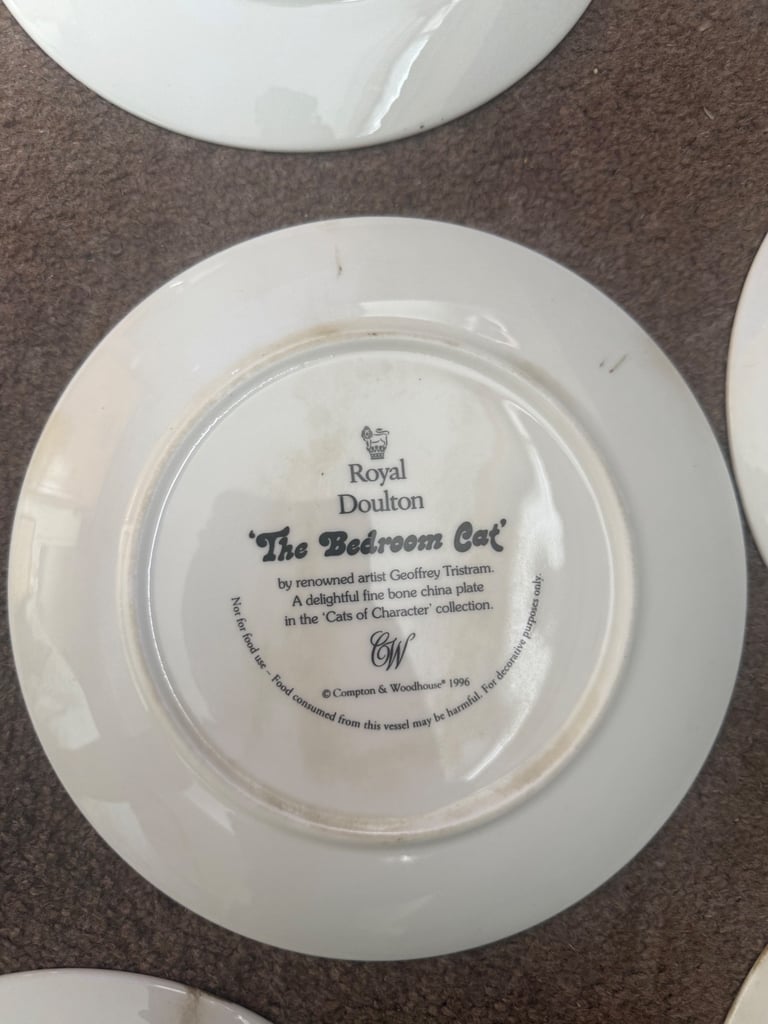 Royal
Doulton
'The Bedroom Cat'
by renowned artist Geoffrey Tristram.
A delightful fine bone china plate
in the 'Cats of Character' collection.
CW
© Compton & Woodhouse® 1996
Not for food use – Food consumed from this vessel may be harmful. For decorative purposes only.